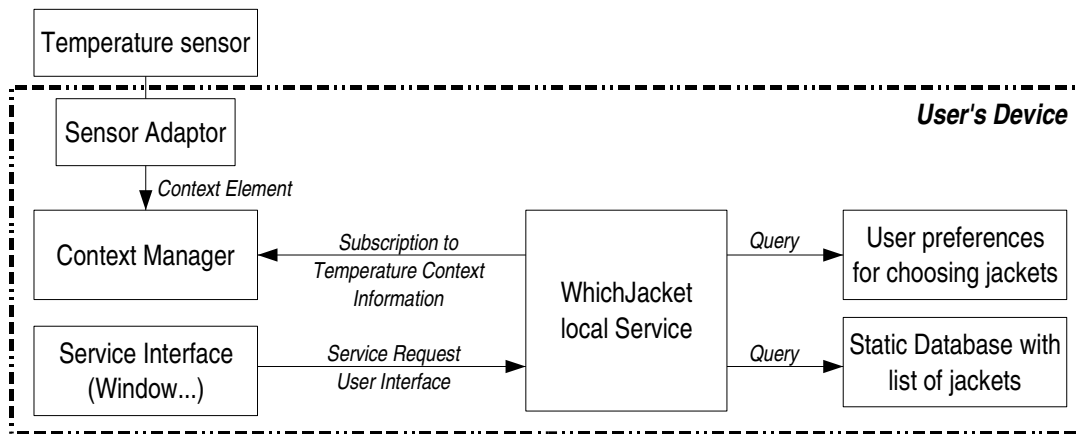 Temperature sensor
User's Device
Sensor Adaptor
Context Element
Context Manager
Subscription to
Temperature Context
Information
WhichJacket
local Service
Query
User preferences
for choosing jackets
Service Interface
(Window...)
Service Request
User Interface
Query
Static Database with
list of jackets